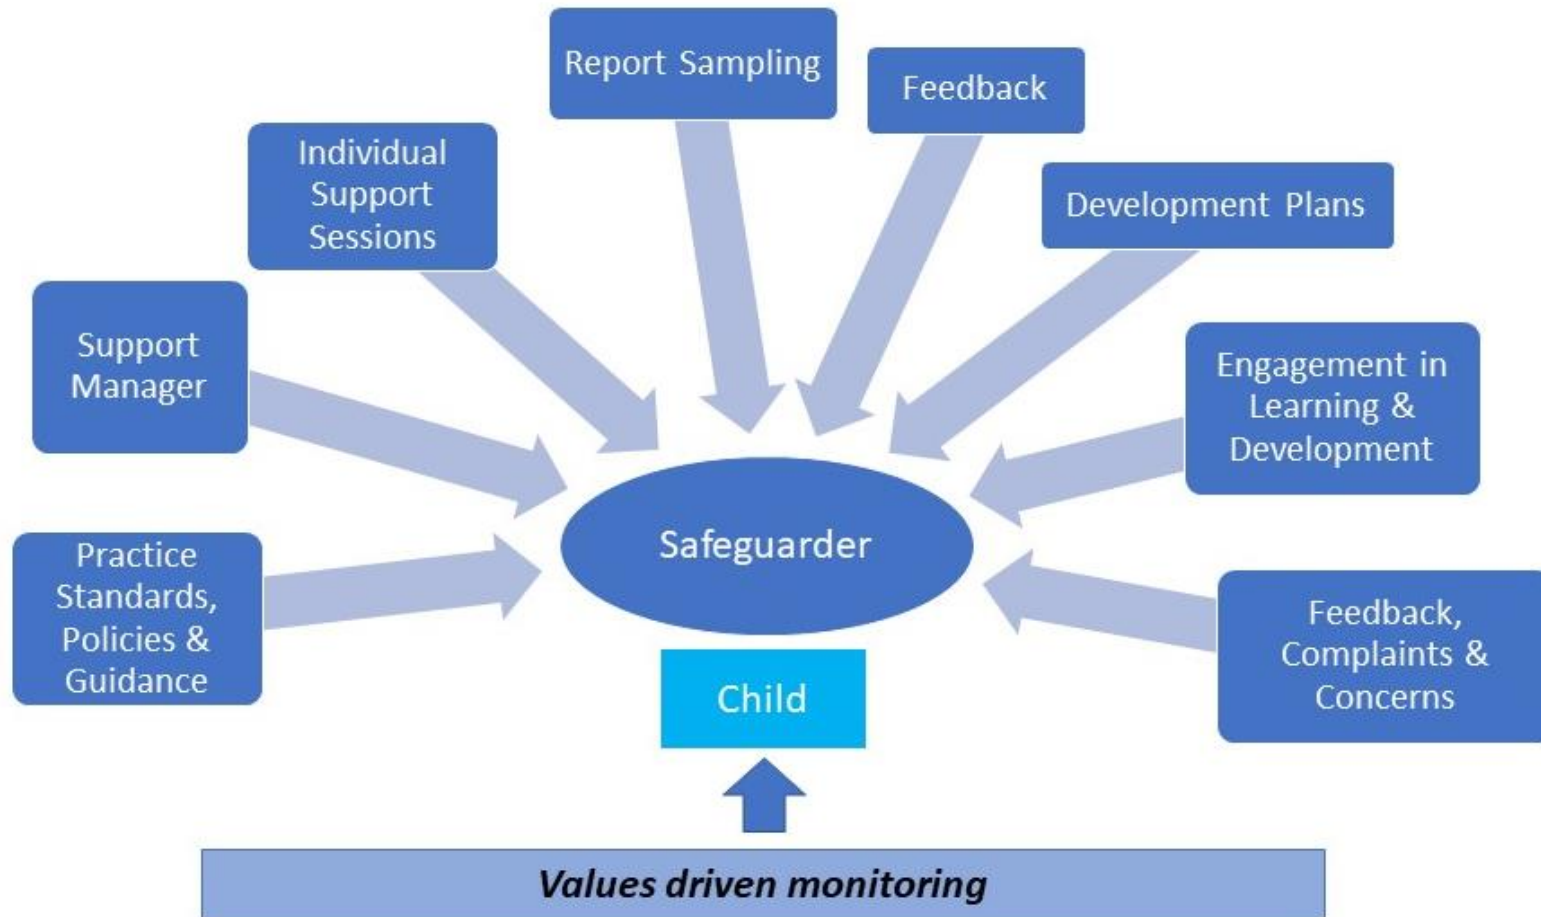 Report Sampling
Feedback
Individual
Support
Sessions
Development Plans
Support
Manager
Engagement in
Learning &
Development
Practice
Standards,
Policies &
Guidance
Safeguarder
Feedback,
Complaints &
Concerns
Child
Values driven monitoring